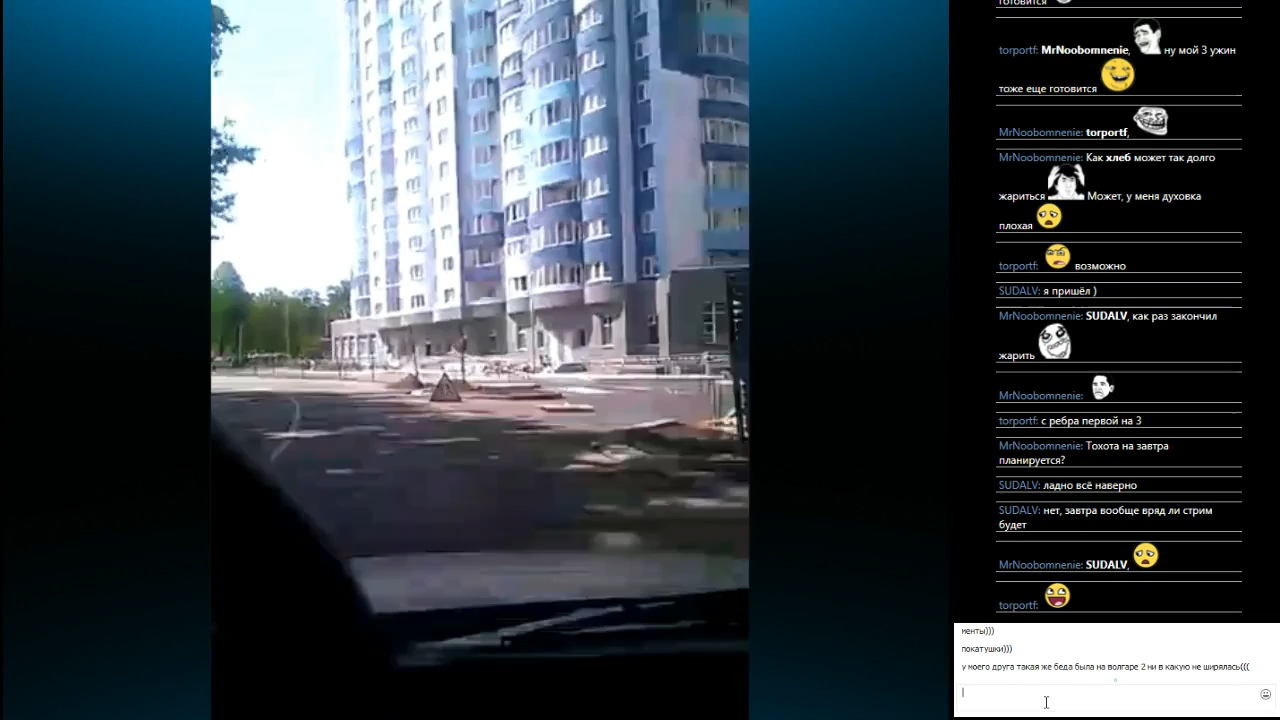 готовится
torportf: MrNoobomnenie, ну мой 3 ужин
тоже еще готовится
MrNoobomnenie: torportf,
MrNoobomnenie: Как хлеб может так долго
жариться Может, у меня духовка
плохая
torportf: возможно
SUDALV: я пришёл )
MrNoobomnenie: SUDALV, как раз закончил
жарить
MrNoobomnenie:
torportf: с ребра первой на 3
MrNoobomnenie: Тохота на завтра
планируется?
SUDALV: ладно всё наверно
SUDALV: нет, завтра вообще вряд ли стрим
будет
MrNoobomnenie: SUDALV,
torportf:
менты)))
покатушки)))
у моего друга такая же беда была на волгаре 2 ни в какую не ширялась(((